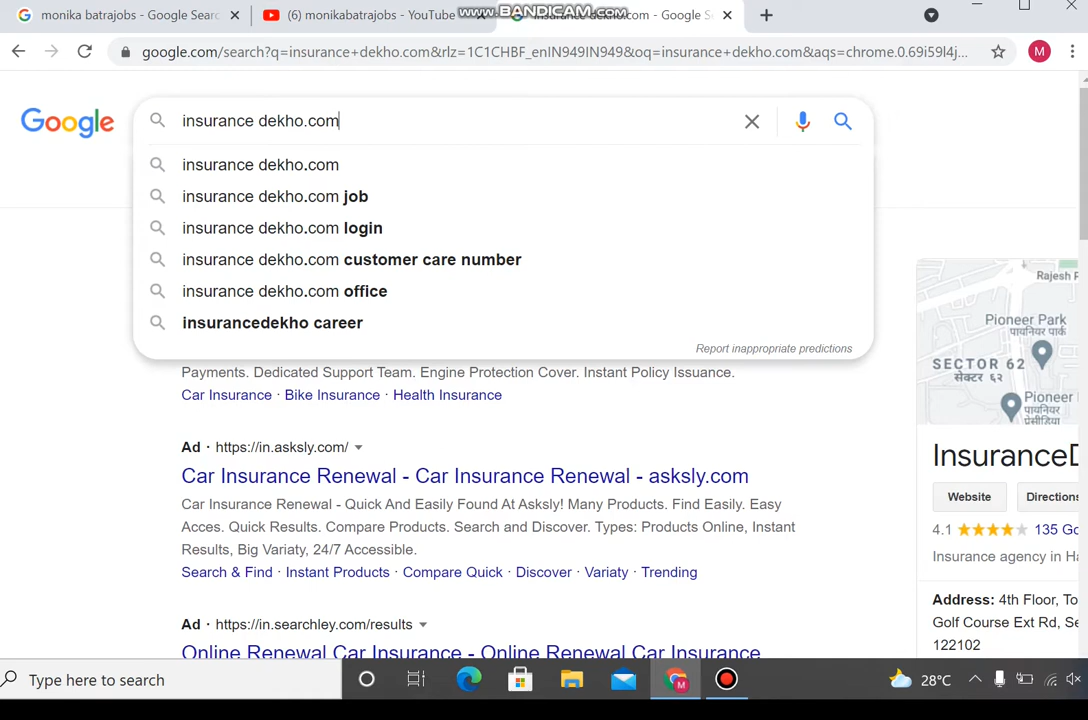 monika batrajobs - Google Sear
(6) monikabatrajobs - YouTube
www.BANDICAM.com
insurance dekho.com - Google S
google.com/search?q=insurance+dekho.com&rlz=1C1CHBF_enIN949IN949&oq=insurance+dekho.com&aqs=chrome.0.69i59l4j...
M
Google
insurance dekho.com
insurance dekho.com
insurance dekho.com job
insurance dekho.com login
insurance dekho.com customer care number
insurance dekho.com office
insurancedekho career
Report inappropriate predictions
Payments. Dedicated Support Team. Engine Protection Cover. Instant Policy Issuance.
Car Insurance · Bike Insurance · Health Insurance
Ad · https://in.asksly.com/
Car Insurance Renewal - Car Insurance Renewal - asksly.com
Car Insurance Renewal - Quick And Easily Found At Asksly! Many Products. Find Easily. Easy
Acces. Quick Results. Compare Products. Search and Discover. Types: Products Online, Instant
Results, Big Variaty, 24/7 Accessible.
Search & Find · Instant Products · Compare Quick · Discover · Variaty · Trending
Ad · https://in.searchley.com/results
Online Renewal Car Insurance - Online Renewal Car Insurance
Rajesh P
Pioneer Park
पायनियर पार्क
SECTOR 62
सेक्टर ६२
Pioneer
InsuranceD
Website
Directions
4.1
135 Go
Insurance agency in Ha
Address: 4th Floor, To
Golf Course Ext Rd, Se
122102
Type here to search
M
28°C